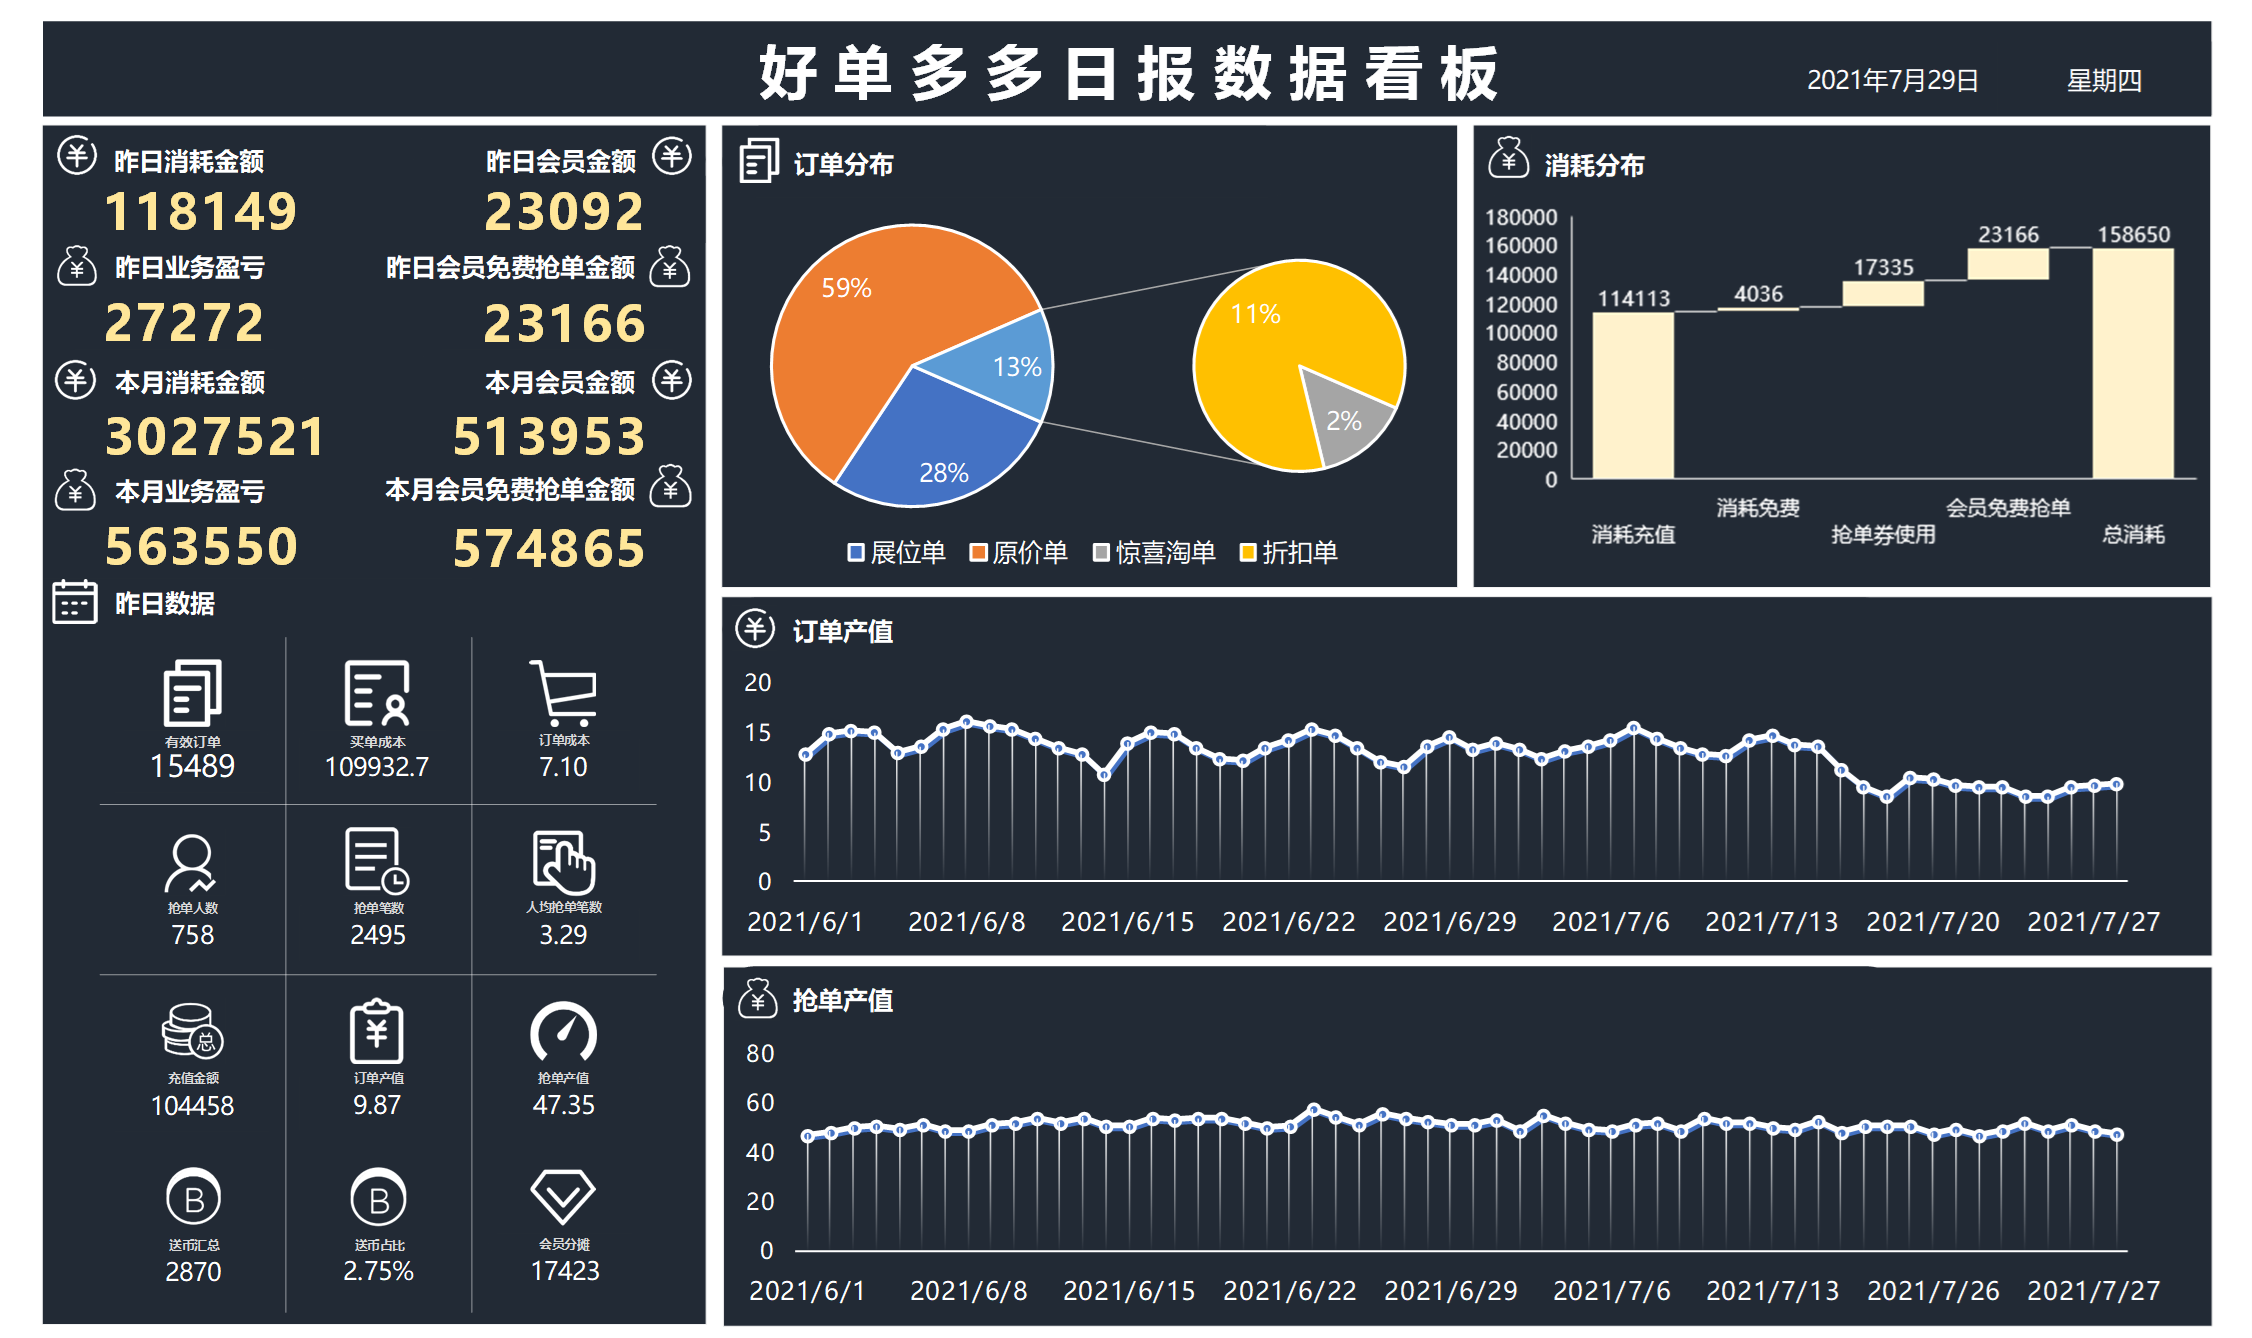 好单多多日报数据看板
2021年7月29日 星期四
昨日消耗金额 昨日会员金额
118149 23092
昨日业务盈亏 昨日会员免费抢单金额
27272 23166
本月消耗金额 本月会员金额
3027521 513953
本月业务盈亏 本月会员免费抢单金额
563550 574865
昨日数据
有效订单 买单成本 订单成本
15489 109932.7 7.10
抢单人数 抢单笔数 人均抢单笔数
758 2495 3.29
总
充值金额 订单产值 抢单产值
104458 9.87 47.35
B B
送币汇总 送币占比 会员分摊
2870 2.75% 17423
订单分布
59%
13%
28%
11%
2%
展位单 原价单 惊喜淘单 折扣单
消耗分布
180000
160000
140000
120000
100000
80000
60000
40000
20000
0
114113 4036 17335 23166 158650
消耗免费 会员免费抢单
消耗充值 抢单券使用 总消耗
订单产值
20
15
10
5
0
2021/6/1 2021/6/8 2021/6/15 2021/6/22 2021/6/29 2021/7/6 2021/7/13 2021/7/20 2021/7/27
抢单产值
80
60
40
20
0
2021/6/1 2021/6/8 2021/6/15 2021/6/22 2021/6/29 2021/7/6 2021/7/13 2021/7/26 2021/7/27